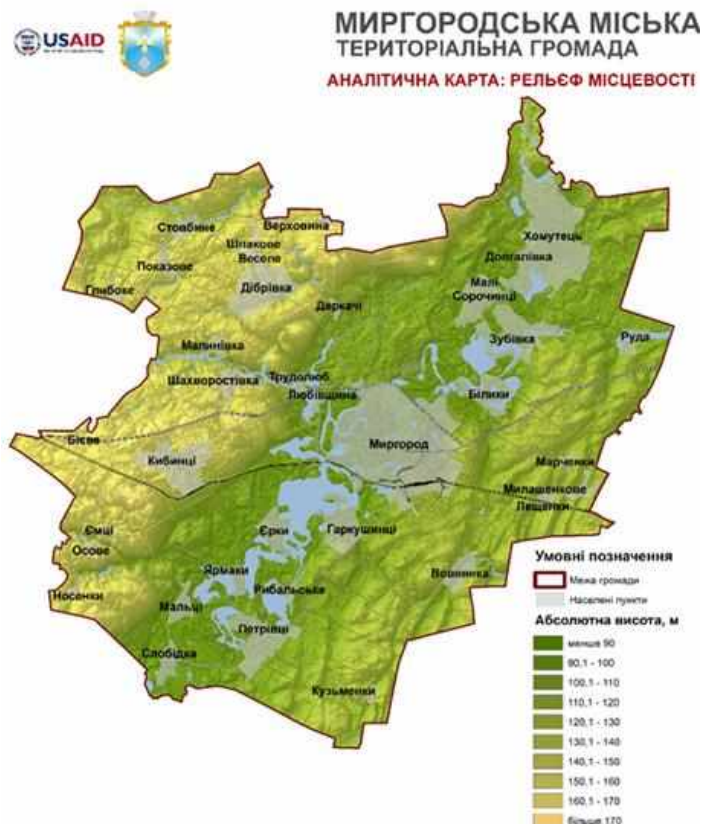 USAID
МИРГОРОДСЬКА МІСЬКА
ТЕРИТОРІАЛЬНА ГРОМАДА
АНАЛІТИЧНА КАРТА: РЕЛЬЄФ МІСЦЕВОСТІ
Стовбине
Верховина
Шпакове
Веселе
Показове
Глибоке
Дібрівка
Хомутець
Довгалівка
Малі
Сорочинці
Деркачі
Зубівка
Руда
Малинівка
Шахворостівка
Трудолюб
Любівщина
Білики
Бієве
Миргород
Кибинці
Марченки
Милашенкове
Лещенки
Ємці
Осове
Єрки
Гаркушинці
Ярмаки
Рибальське
Вовнянка
Носенки
Мальці
Петрівці
Слобідка
Кузьменки
Умовні позначення
Межа громади
Населені пункти
Абсолютна висота, м
менше 90
90,1 - 100
100,1 - 110
110,1 - 120
120,1 - 130
130,1 - 140
140,1 - 150
150,1 - 160
160,1 - 170
більше 170